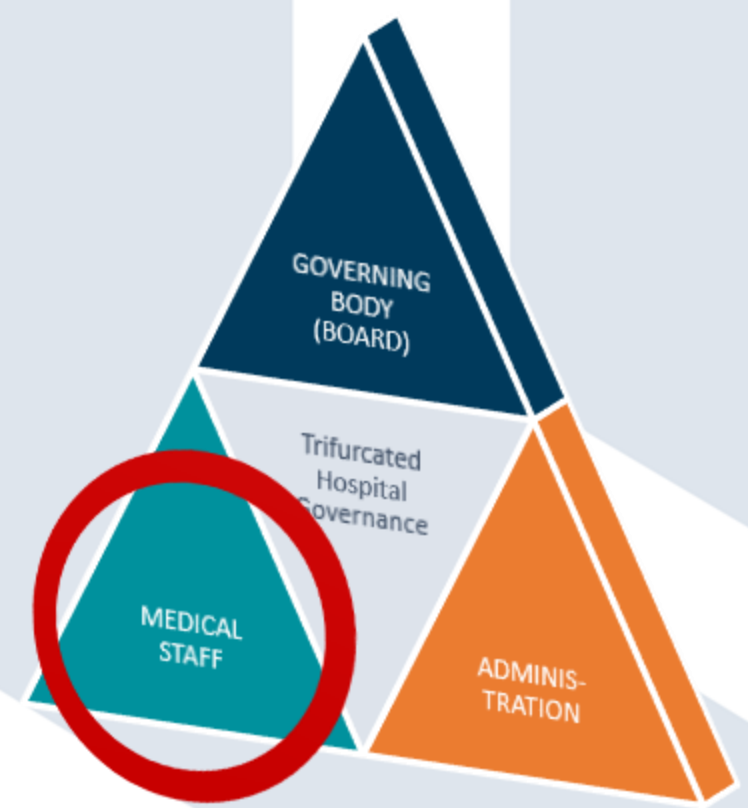 GOVERNING
BODY
(BOARD)
Trifurcated
Hospital
Governance
MEDICAL
STAFF
ADMINIS-
TRATION